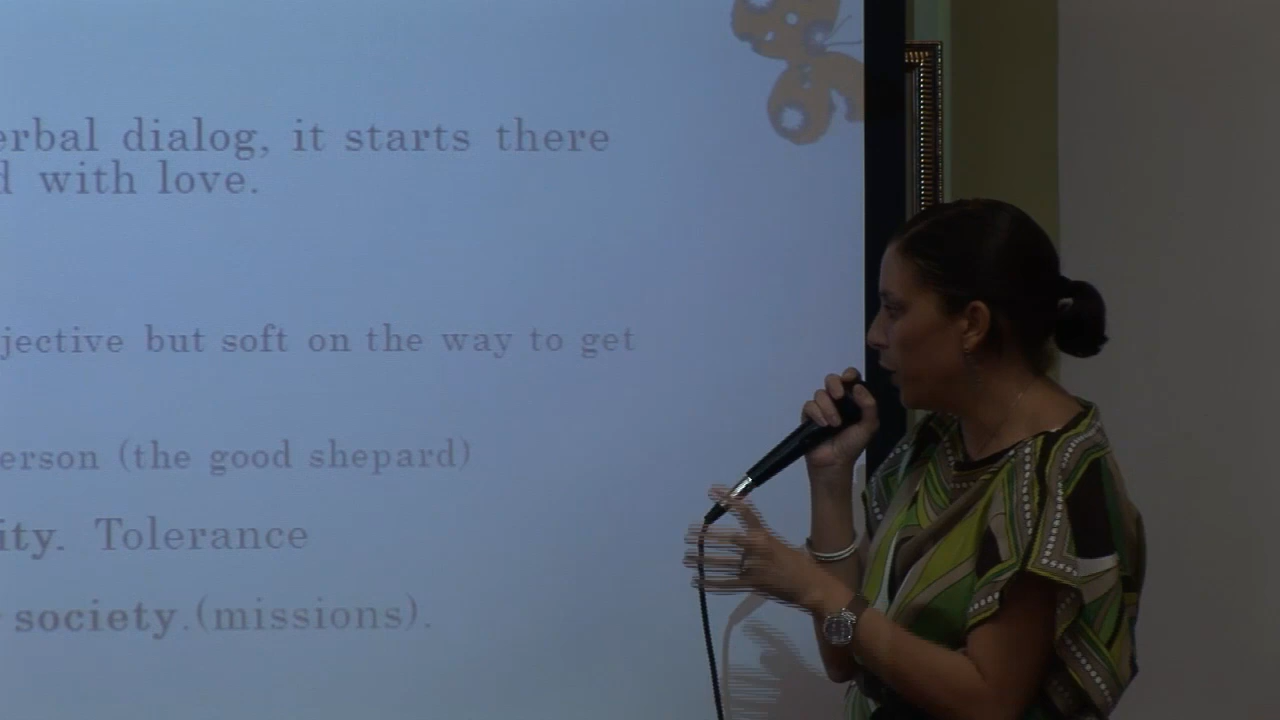 erbal dialog, it starts there
d with love.
jective but soft on the way to get
erson (the good shepard)
ity. Tolerance
society.(missions).